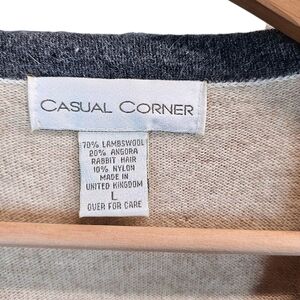 CASUAL CORNER
70% LAMBSWOOL
20% ANGORA
RABBIT HAIR
10% NYLON
MADE IN
UNITED KINGDOM
L
OVER FOR CARE